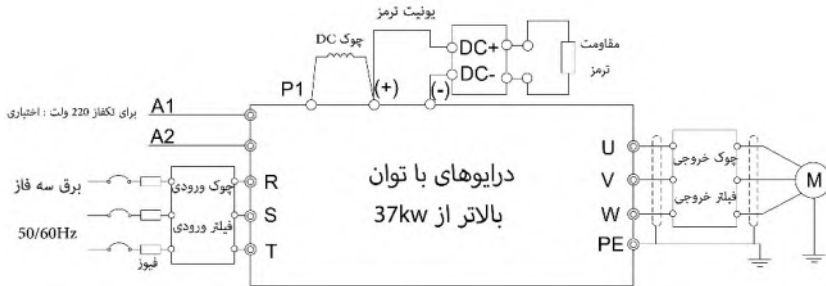 یونیت ترمز
چوک DC
DC+
DC-
مقاومت
ترمز
P1
(+)
(-)
برای تکفاز 220 ولت : اختیاری
A1
A2
برق سه فاز
50/60Hz
فیوز
چوک ورودی
فیلتر ورودی
R
S
T
درایوهای با توان
بالاتر از 37kw
U
V
W
PE
چوک خروجی
فیلتر خروجی
M